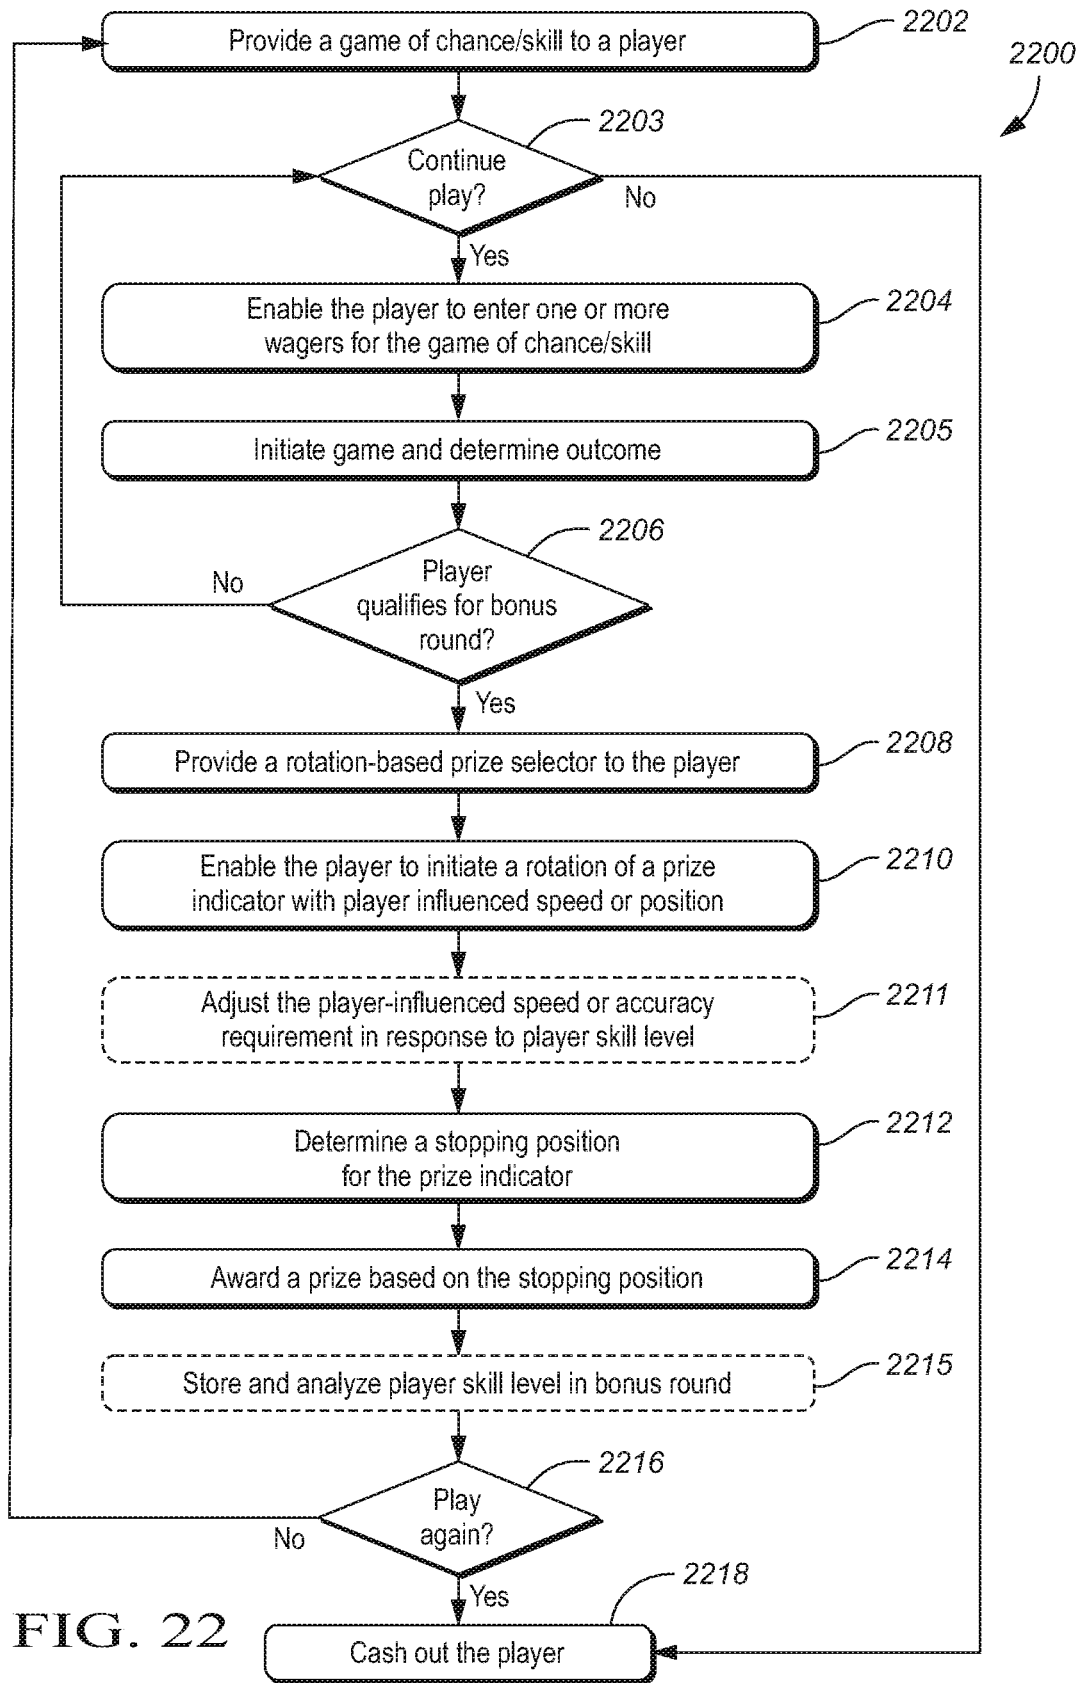 Provide a game of chance/skill to a player
2202
2200
2203
Continue
play?
No
Yes
Enable the player to enter one or more
wagers for the game of chance/skill
2204
Initiate game and determine outcome
2205
2206
Player
qualifies for bonus
round?
No
Yes
Provide a rotation-based prize selector to the player
2208
Enable the player to initiate a rotation of a prize
indicator with player influenced speed or position
2210
Adjust the player-influenced speed or accuracy
requirement in response to player skill level
2211
Determine a stopping position
for the prize indicator
2212
Award a prize based on the stopping position
2214
Store and analyze player skill level in bonus round
2215
2216
Play
again?
No
Yes
2218
Cash out the player
FIG. 22